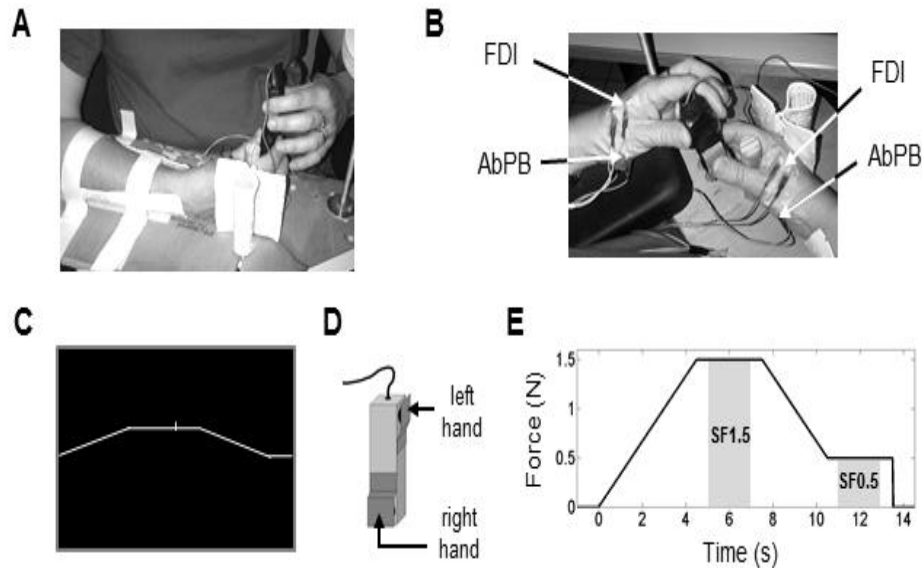 A
B
FDI
AbPB
FDI
AbPB
C
D
left
hand
right
hand
E
Force (N)
1.5
1
0.5
0
SF1.5
SF0.5
0 2 4 6 8 10 12 14
Time (s)